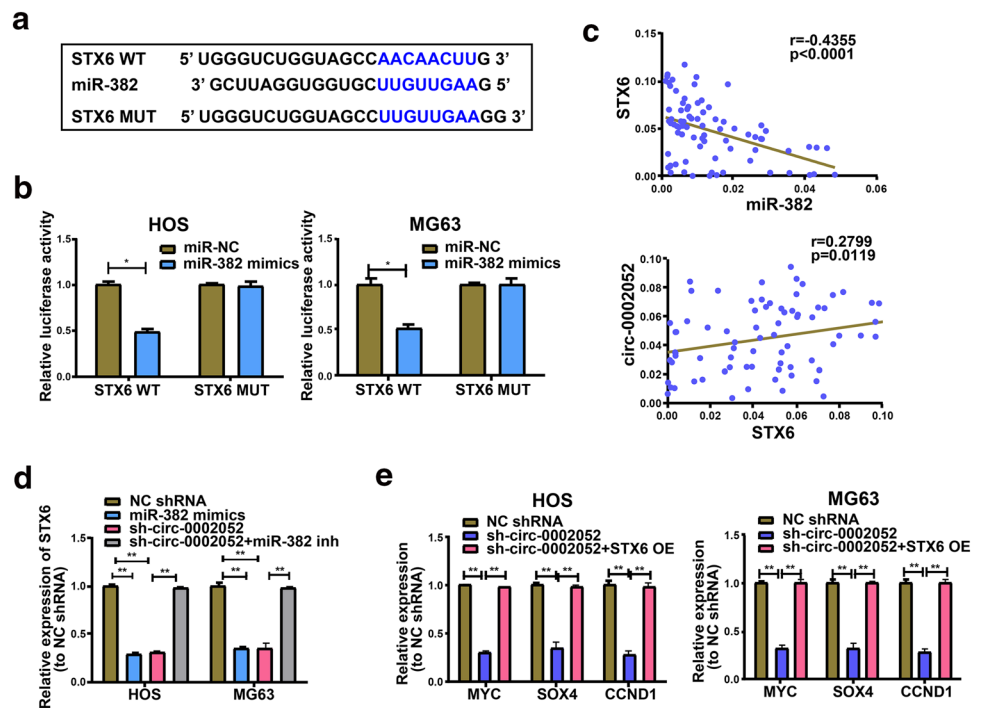 a
STX6 WT 5’ UGGGUCUGGUAGCCAACAACUUG 3’
miR-382 3’ GCUUAGGUGGUGCUUGUUGAAG 5’
STX6 MUT 5’ UGGGUCUGGUAGCCUUGUUGAAGG 3’
b
HOS
miR-NC
miR-382 mimics
Relative luciferase activity
1.5
1.0
0.5
0.0
*
STX6 WT STX6 MUT
MG63
miR-NC
miR-382 mimics
Relative luciferase activity
1.5
1.0
0.5
0.0
*
STX6 WT STX6 MUT
c
r=-0.4355
p<0.0001
STX6
0.15
0.10
0.05
0.00
0.00 0.02 0.04 0.06
miR-382
r=0.2799
p=0.0119
circ-0002052
0.10
0.08
0.06
0.04
0.02
0.00
0.00 0.02 0.04 0.06 0.08 0.10
STX6
d
NC shRNA
miR-382 mimics
sh-circ-0002052
sh-circ-0002052+miR-382 inh
Relative expression of STX6
(to NC shRNA)
1.5
1.0
0.5
0.0
**
** **
**
** **
HOS MG63
e
HOS
NC shRNA
sh-circ-0002052
sh-circ-0002052+STX6 OE
Relative expression
(to NC shRNA)
1.5
1.0
0.5
0.0
** ** ** ** ** **
MYC SOX4 CCND1
MG63
NC shRNA
sh-circ-0002052
sh-circ-0002052+STX6 OE
Relative expression
(to NC shRNA)
1.5
1.0
0.5
0.0
** ** ** ** ** **
MYC SOX4 CCND1